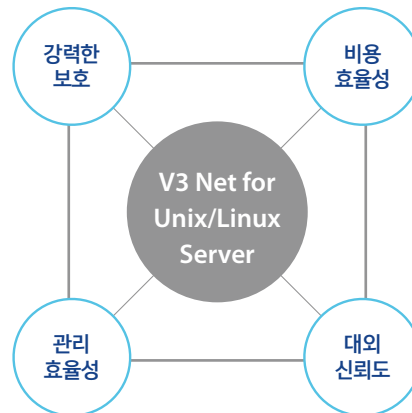 강력한
보호
비용
효율성
V3 Net for
Unix/Linux
Server
관리
효율성
대외
신뢰도